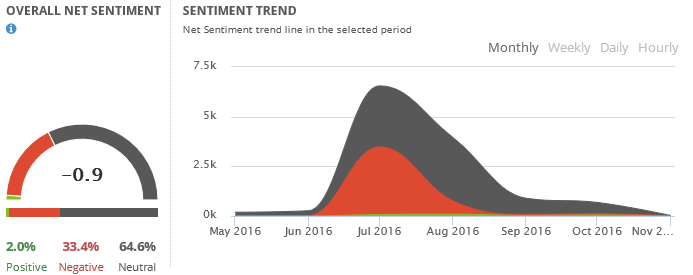 OVERALL NET SENTIMENT
i
−0.9
2.0% 33.4% 64.6%
Positive Negative Neutral
SENTIMENT TREND
Net Sentiment trend line in the selected period
Monthly Weekly Daily Hourly
7.5k
5k
2.5k
0k
May 2016 Jun 2016 Jul 2016 Aug 2016 Sep 2016 Oct 2016 Nov 2...